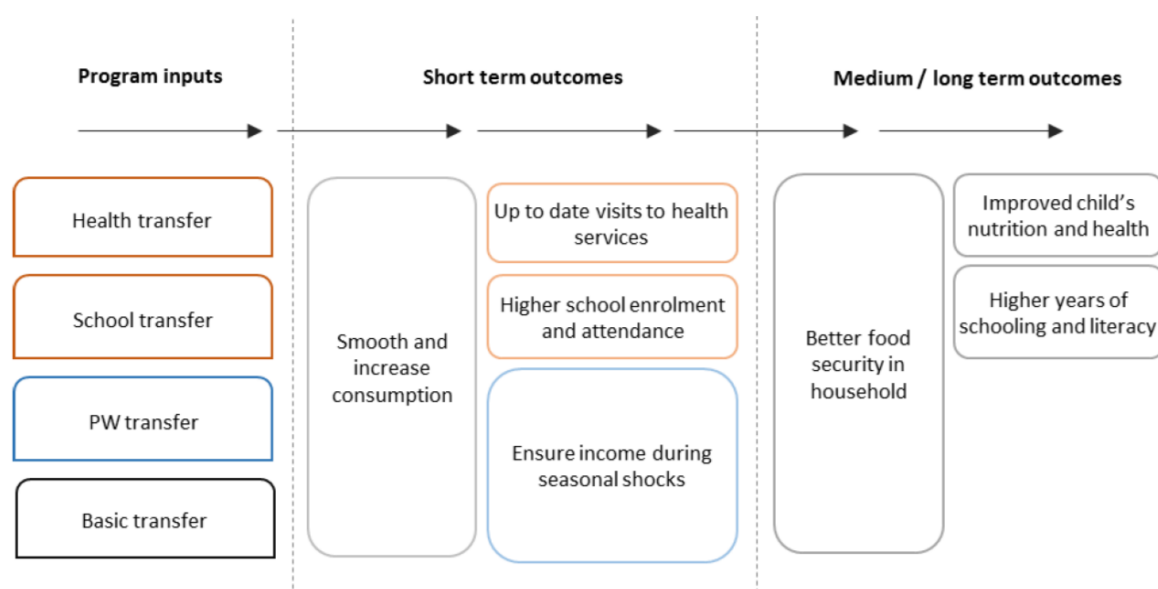 Program inputs
Short term outcomes
Medium / long term outcomes
Health transfer
School transfer
PW transfer
Basic transfer
Smooth and
increase
consumption
Up to date visits to health
services
Higher school enrolment
and attendance
Ensure income during
seasonal shocks
Better food
security in
household
Improved child's
nutrition and health
Higher years of
schooling and literacy